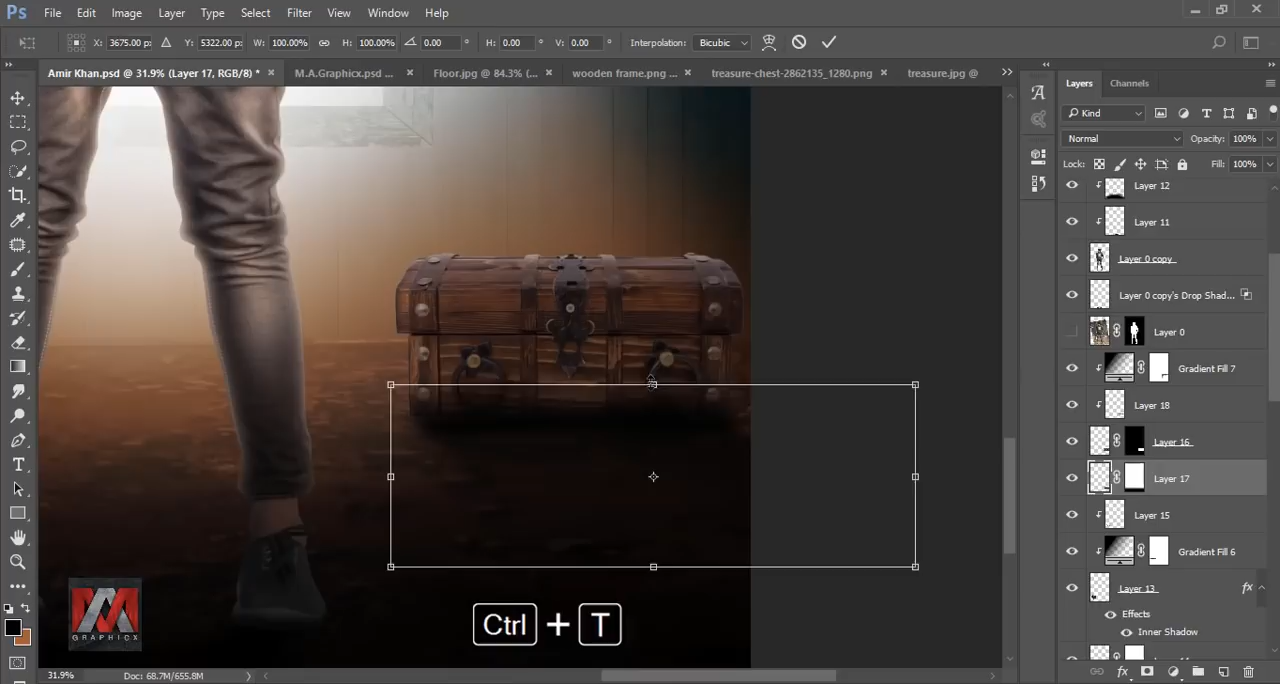 Ps File Edit Image Layer Type Select Filter View Window Help
X: 3675.00 px Y: 5322.00 px W: 100.00% H: 100.00% 0.00 ° H: 0.00 ° V: 0.00 ° Interpolation: Bicubic
Amir Khan.psd @ 31.9% (Layer 17, RGB/8) * × M.A.Graphicx.psd ... × Floor.jpg @ 84.3% (... × wooden frame.png ... × treasure-chest-2862135_1280.png × treasure.jpg @
Layers Channels
Kind
Normal Opacity: 100%
Lock: Fill: 100%
Layer 12
Layer 11
Layer 0 copy
Layer 0 copy's Drop Shad...
Layer 0
Gradient Fill 7
Layer 18
Layer 16
Layer 17
Layer 15
Gradient Fill 6
Layer 13 fx
Effects
Inner Shadow
GRAPHICX
Ctrl + T
31.9% Doc: 68.7M/655.8M